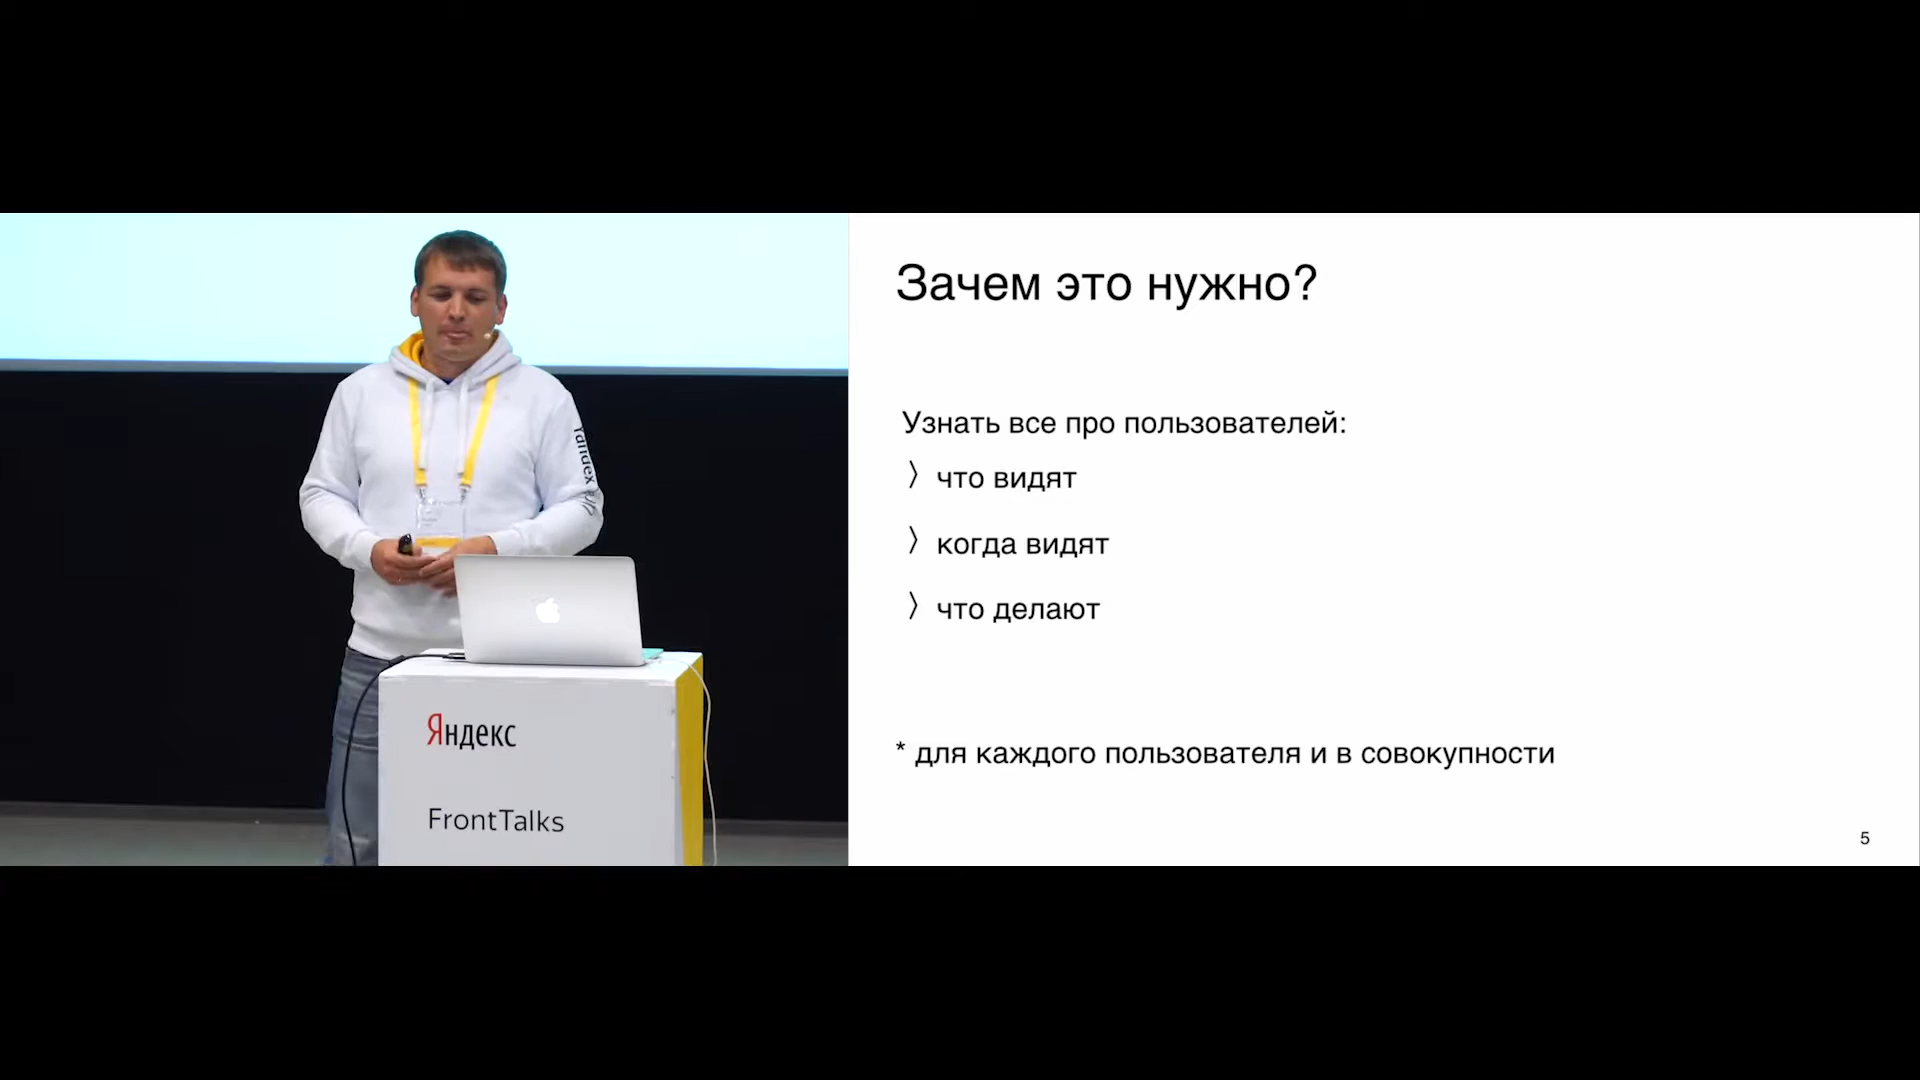 Yandex
Яндекс
FrontTalks
Зачем это нужно?
Узнать все про пользователей:
〉 что видят
〉 когда видят
〉 что делают
* для каждого пользователя и в совокупности
5